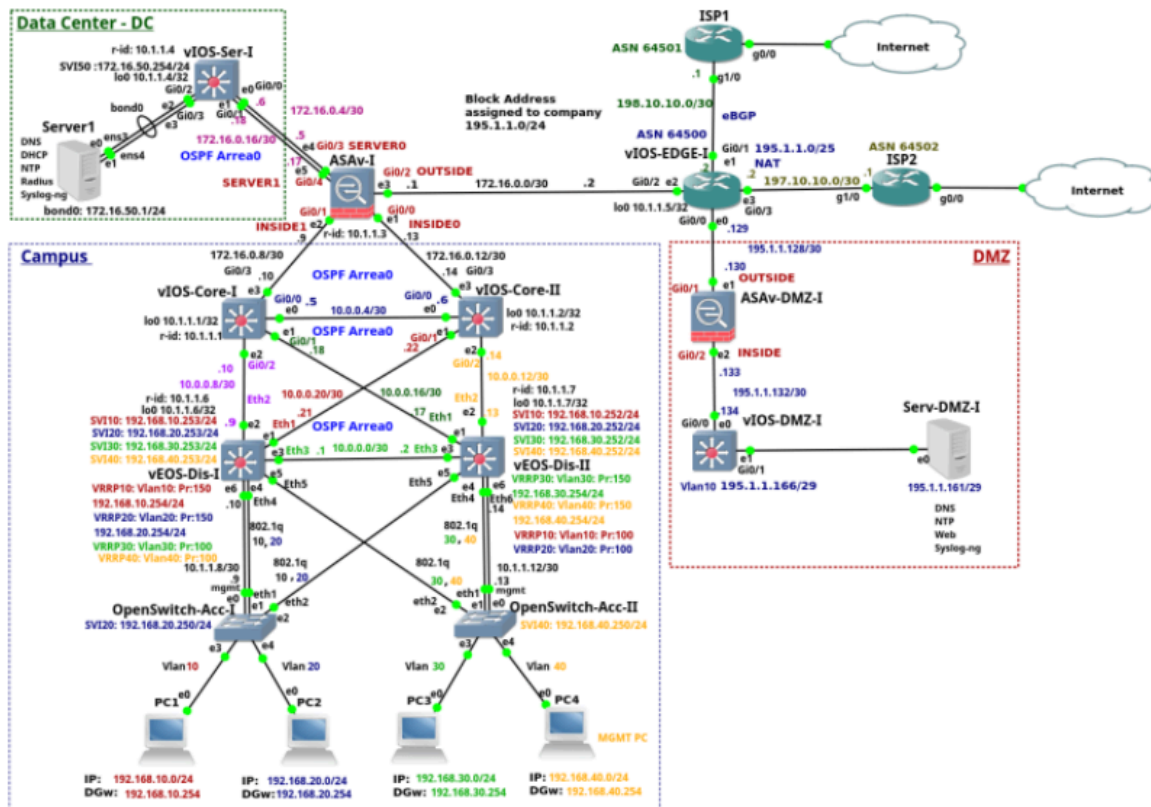 Data Center - DC
r-id: 10.1.1.4
vIOS-Ser-I
SVI50 :172.16.50.254/24
lo0 10.1.1.4/32
Gi0/2
e2
Gi0/3
e3
bond0
e0
Gi0/0
.6
e1
Gi0/1
.18
172.16.0.4/30
172.16.0.16/30
OSPF Arrea0
Server1
DNS
DHCP
NTP
Radius
Syslog-ng
e0
ens3
e1
ens4
bond0: 172.16.50.1/24
.5
e4
Gi0/3
SERVER0
.17
e5
Gi0/4
SERVER1
ASAv-I
Gi0/2
OUTSIDE
e3
.1
172.16.0.0/30
.2
Gi0/2
e2
Gi0/1
e2
INSIDE1
.9
Gi0/0
e1
INSIDE0
.13
r-id: 10.1.1.3
Block Address
assigned to company
195.1.1.0/24
ISP1
ASN 64501
g0/0
Internet
.1
g1/0
198.10.10.0/30
eBGP
ASN 64500
vIOS-EDGE-I
Gi0/1
e1
.2
195.1.1.0/25
NAT
ASN 64502
ISP2
.2
197.10.10.0/30
.1
e3
Gi0/3
g1/0
g0/0
Internet
lo0 10.1.1.5/32
Gi0/0
e0
.129
195.1.1.128/30
DMZ
.130
OUTSIDE
Gi0/1
e1
ASAv-DMZ-I
Gi0/2
e2
INSIDE
.133
195.1.1.132/30
.134
vIOS-DMZ-I
Gi0/0
e0
e1
Gi0/1
Vlan10
195.1.1.166/29
Serv-DMZ-I
e0
195.1.1.161/29
DNS
NTP
Web
Syslog-ng
Campus
172.16.0.8/30
Gi0/3
.10
e3
OSPF Arrea0
172.16.0.12/30
.14
Gi0/3
e3
vIOS-Core-I
lo0 10.1.1.1/32
r-id: 10.1.1.1
Gi0/0
.5
e0
10.0.0.4/30
Gi0/0
.6
e0
vIOS-Core-II
lo0 10.1.1.2/32
r-id: 10.1.1.2
OSPF Arrea0
e1
Gi0/1
.18
e1
Gi0/1
.22
e2
Gi0/2
.10
10.0.0.8/30
e2
Gi0/2
.14
10.0.0.12/30
10.0.0.20/30
10.0.0.16/30
r-id: 10.1.1.6
lo0 10.1.1.6/32
SVI10: 192.168.10.253/24
SVI20: 192.168.20.253/24
SVI30: 192.168.30.253/24
SVI40: 192.168.40.253/24
Eth2
.9
e2
Eth1
.21
e1
OSPF Arrea0
e3
Eth3
.1
10.0.0.0/30
.2
Eth3
e3
.17
Eth1
e1
Eth2
e2
.13
r-id: 10.1.1.7
lo0 10.1.1.7/32
SVI10: 192.168.10.252/24
SVI20: 192.168.20.252/24
SVI30: 192.168.30.252/24
SVI40: 192.168.40.252/24
vEOS-Dis-I
VRRP10: Vlan10: Pr:150
192.168.10.254/24
VRRP20: Vlan20: Pr:150
192.168.20.254/24
VRRP30: Vlan30: Pr:100
VRRP40: Vlan40: Pr:100
e6
e4
Eth4
.10
e5
Eth5
Eth5
e5
e4
Eth4
e6
Eth6
.14
vEOS-Dis-II
VRRP30: Vlan30: Pr:150
192.168.30.254/24
VRRP40: Vlan40: Pr:150
192.168.40.254/24
VRRP10: Vlan10: Pr:100
VRRP20: Vlan20: Pr:100
802.1q
10, 20
802.1q
10 , 20
802.1q
30, 40
802.1q
30 , 40
10.1.1.8/30
.9
mgmt
e0
eth1
e1
eth2
e2
10.1.1.12/30
.13
mgmt
e0
eth1
e1
eth2
e2
OpenSwitch-Acc-I
SVI20: 192.168.20.250/24
OpenSwitch-Acc-II
SVI40: 192.168.40.250/24
e3
e4
e3
e4
Vlan 10
Vlan 20
Vlan 30
Vlan 40
PC1
e0
PC2
e0
PC3
e0
PC4
e0
MGMT PC
IP: 192.168.10.0/24
DGw: 192.168.10.254
IP: 192.168.20.0/24
DGw: 192.168.20.254
IP: 192.168.30.0/24
DGw: 192.168.30.254
IP: 192.168.40.0/24
DGw: 192.168.40.254